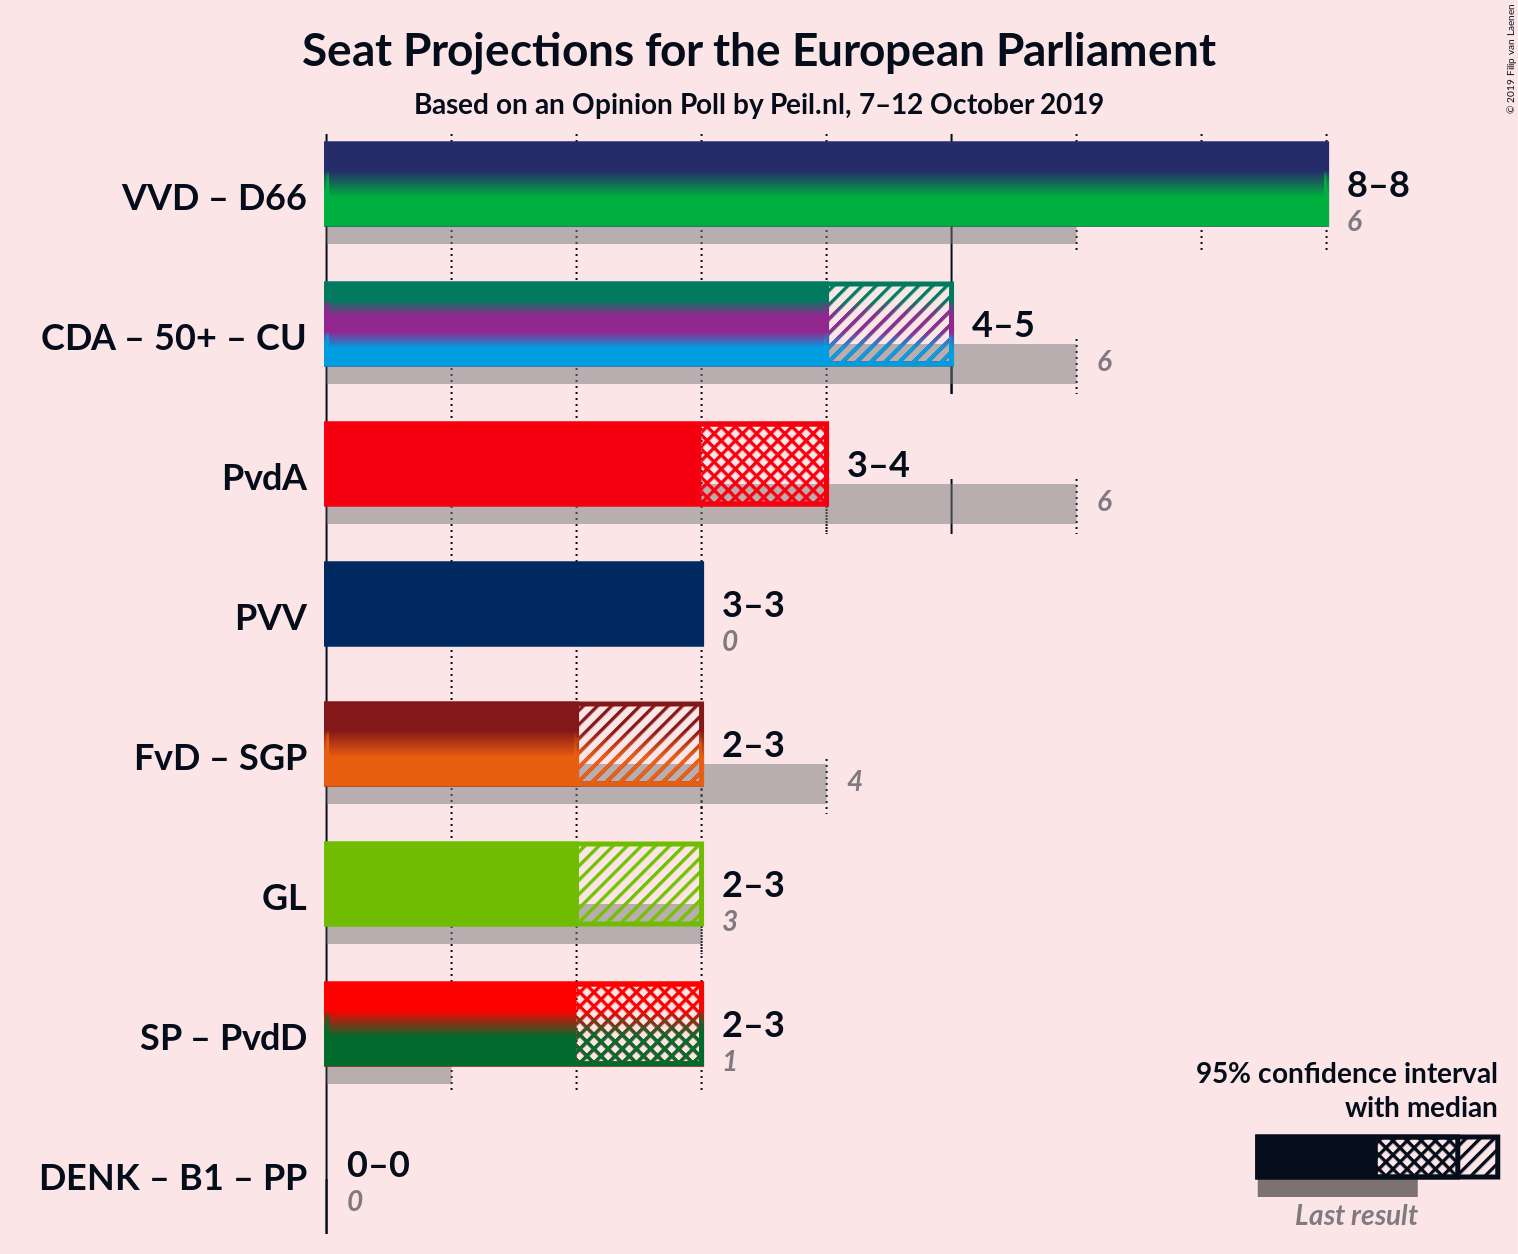 Seat Projections for the European Parliament
Based on an Opinion Poll by Peil.nl, 7–12 October 2019
© 2019 Filip van Laenen
VVD – D66
8–8
6
CDA – 50+ – CU
4–5
6
PvdA
3–4
6
PVV
3–3
0
FvD – SGP
2–3
4
GL
2–3
3
SP – PvdD
2–3
1
DENK – B1 – PP
0–0
0
95% confidence interval
with median
Last result